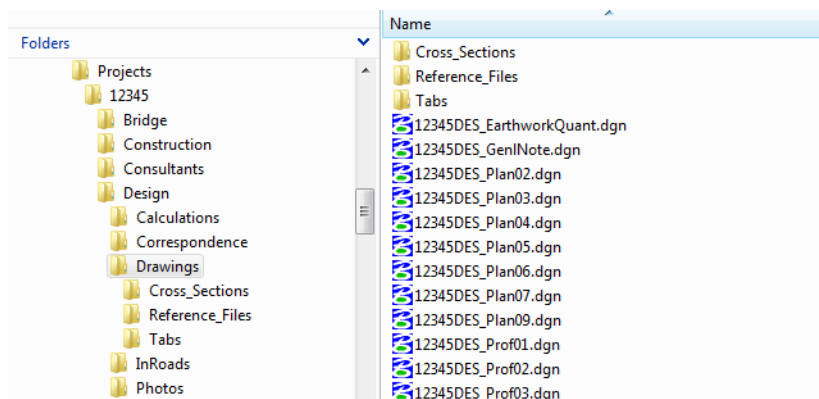 Folders
Projects
12345
Bridge
Construction
Consultants
Design
Calculations
Correspondence
Drawings
Cross_Sections
Reference_Files
Tabs
InRoads
Photos
Name
Cross_Sections
Reference_Files
Tabs
12345DES_EarthworkQuant.dgn
12345DES_GenlNote.dgn
12345DES_Plan02.dgn
12345DES_Plan03.dgn
12345DES_Plan04.dgn
12345DES_Plan05.dgn
12345DES_Plan06.dgn
12345DES_Plan07.dgn
12345DES_Plan09.dgn
12345DES_Prof01.dgn
12345DES_Prof02.dgn
12345DES_Prof03.dgn